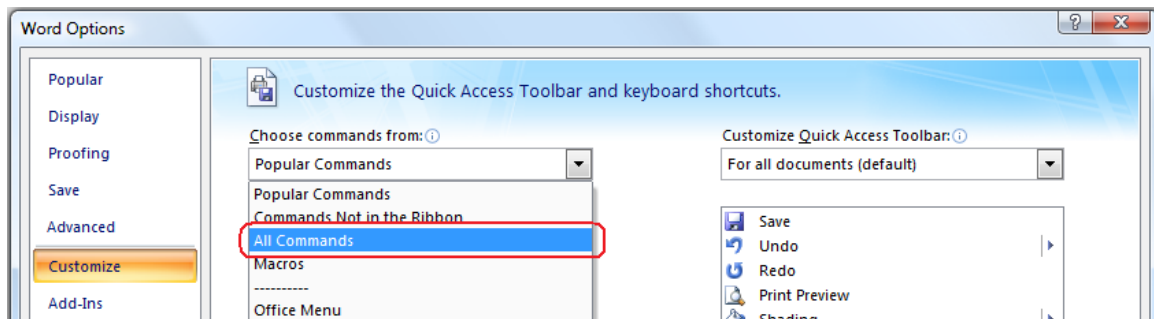 Word Options
Popular
Display
Proofing
Save
Advanced
Customize
Add-Ins
Customize the Quick Access Toolbar and keyboard shortcuts.
Choose commands from:
Popular Commands
Popular Commands
Commands Not in the Ribbon
All Commands
Macros
----------
Office Menu
Customize Quick Access Toolbar:
For all documents (default)
Save
Undo
Redo
Print Preview
Shading